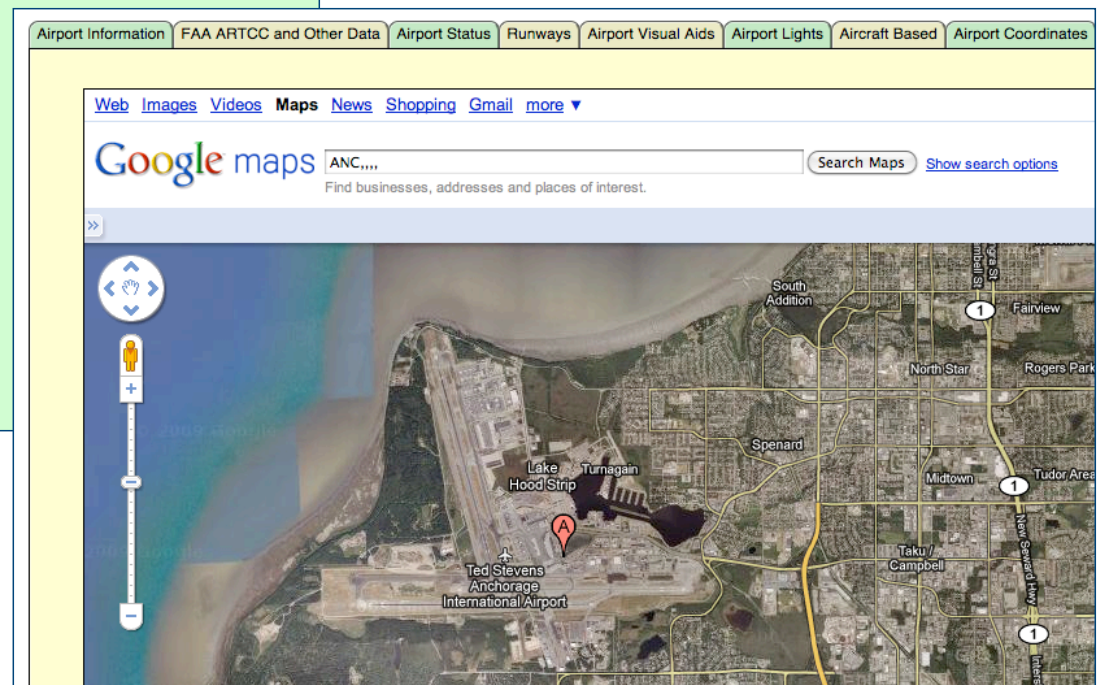 Airport Information FAA ARTCC and Other Data Airport Status Runways Airport Visual Aids Airport Lights Aircraft Based Airport Coordinates
Web Images Videos Maps News Shopping Gmail more ▼
Google maps ANC,,,, Search Maps Show search options
Find businesses, addresses and places of interest.
»
South
Addition
1
Fairview
North Star
Rogers Park
Spenard
Lake
Hood Strip
Turnagain
Midtown
1
Tudor Area
A
New Seward Hwy
Taku /
Campbell
Ted Stevens
Anchorage
International Airport
1